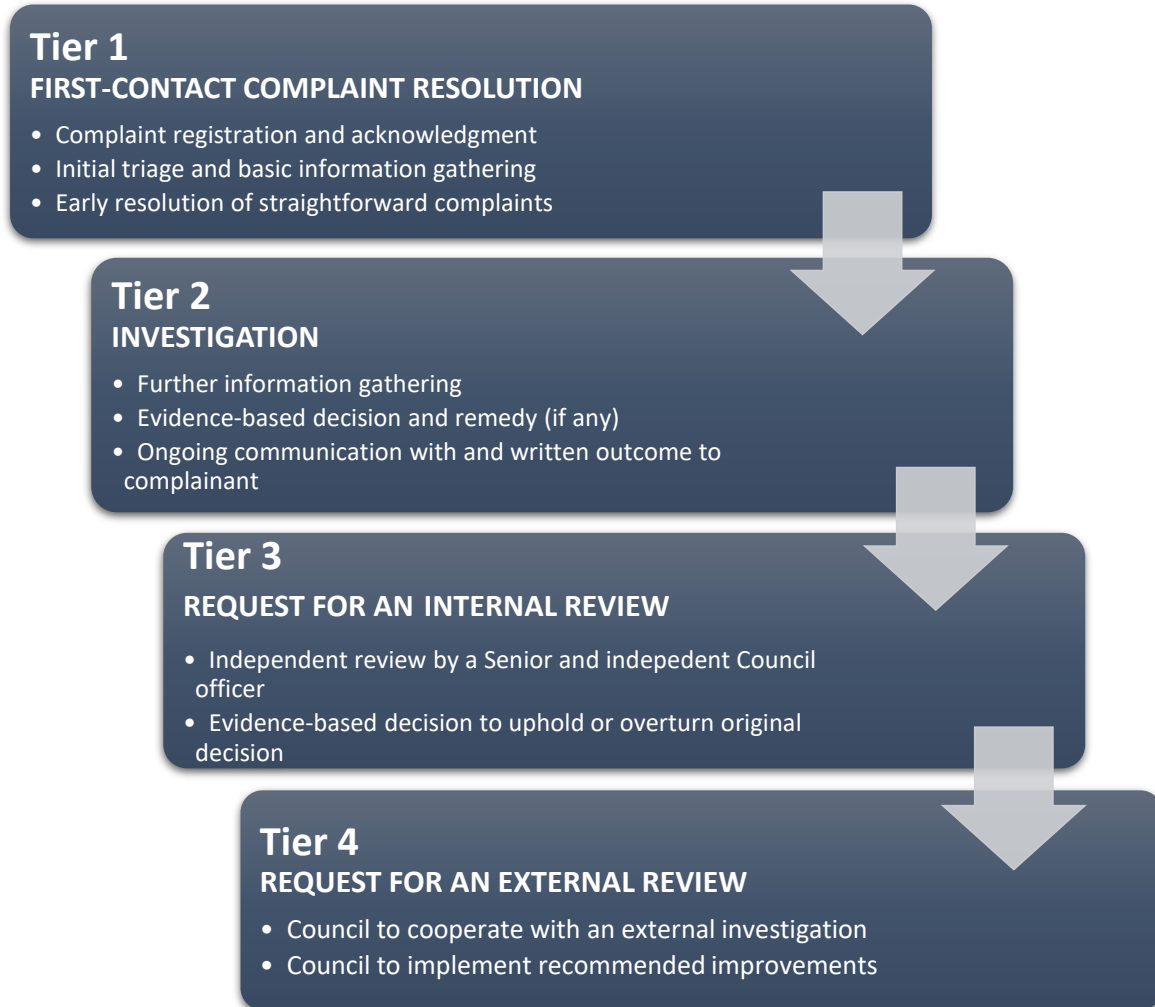 Tier 1
FIRST-CONTACT COMPLAINT RESOLUTION
• Complaint registration and acknowledgment
• Initial triage and basic information gathering
• Early resolution of straightforward complaints
Tier 2
INVESTIGATION
• Further information gathering
• Evidence-based decision and remedy (if any)
• Ongoing communication with and written outcome to
complainant
Tier 3
REQUEST FOR AN INTERNAL REVIEW
• Independent review by a Senior and indepedent Council
officer
• Evidence-based decision to uphold or overturn original
decision
Tier 4
REQUEST FOR AN EXTERNAL REVIEW
• Council to cooperate with an external investigation
• Council to implement recommended improvements